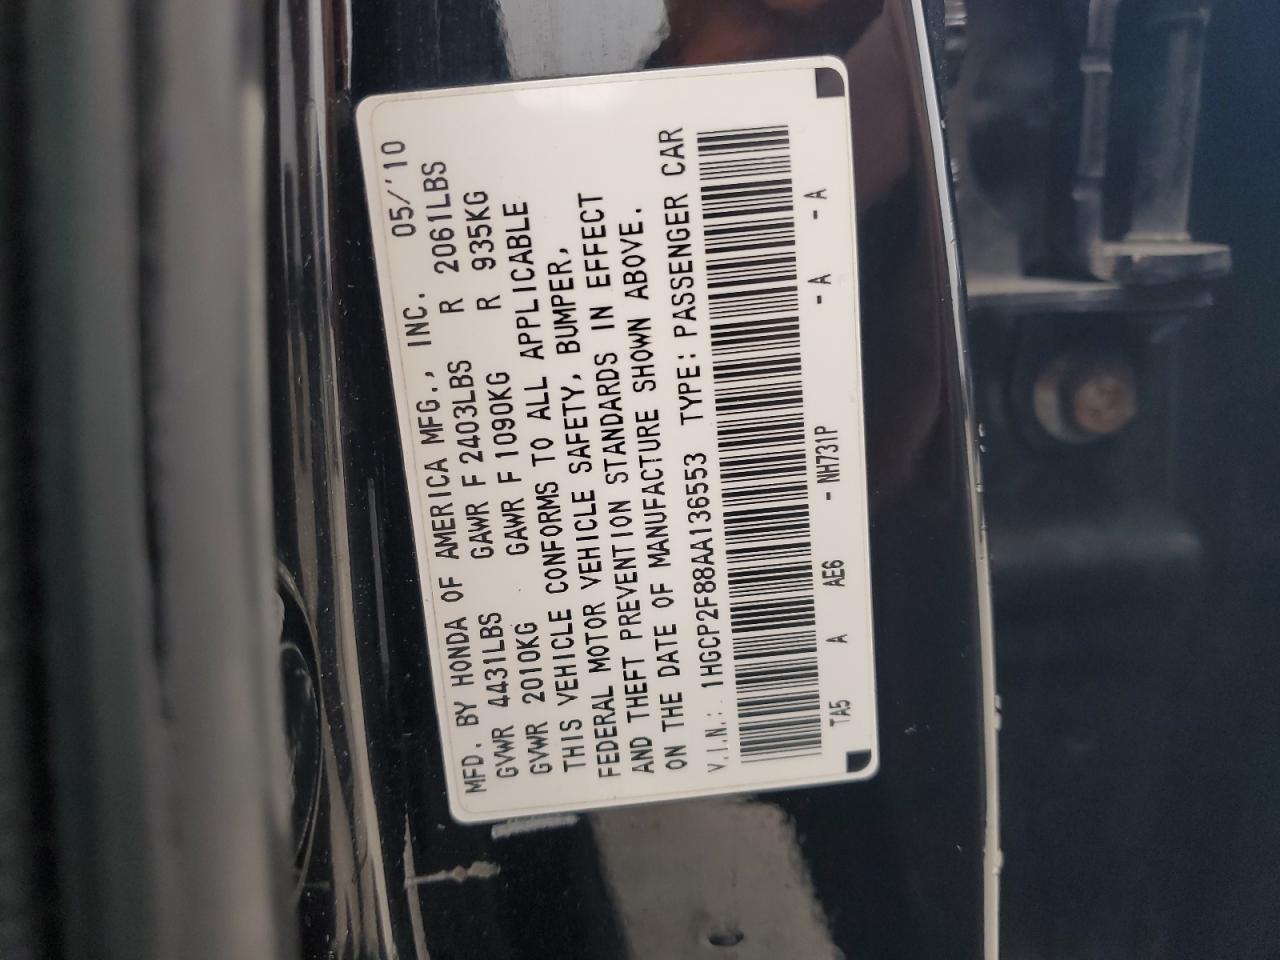 MFD. BY HONDA OF AMERICA MFG., INC. 05/'10
GVWR 4431LBS GAWR F 2403LBS R 2061LBS
GVWR 2010KG GAWR F 1090KG R 935KG
THIS VEHICLE CONFORMS TO ALL APPLICABLE
FEDERAL MOTOR VEHICLE SAFETY, BUMPER,
AND THEFT PREVENTION STANDARDS IN EFFECT
ON THE DATE OF MANUFACTURE SHOWN ABOVE.
V.I.N.: 1HGCP2F88AA136553 TYPE: PASSENGER CAR
TA5 A AE6 - NH731P - A - A